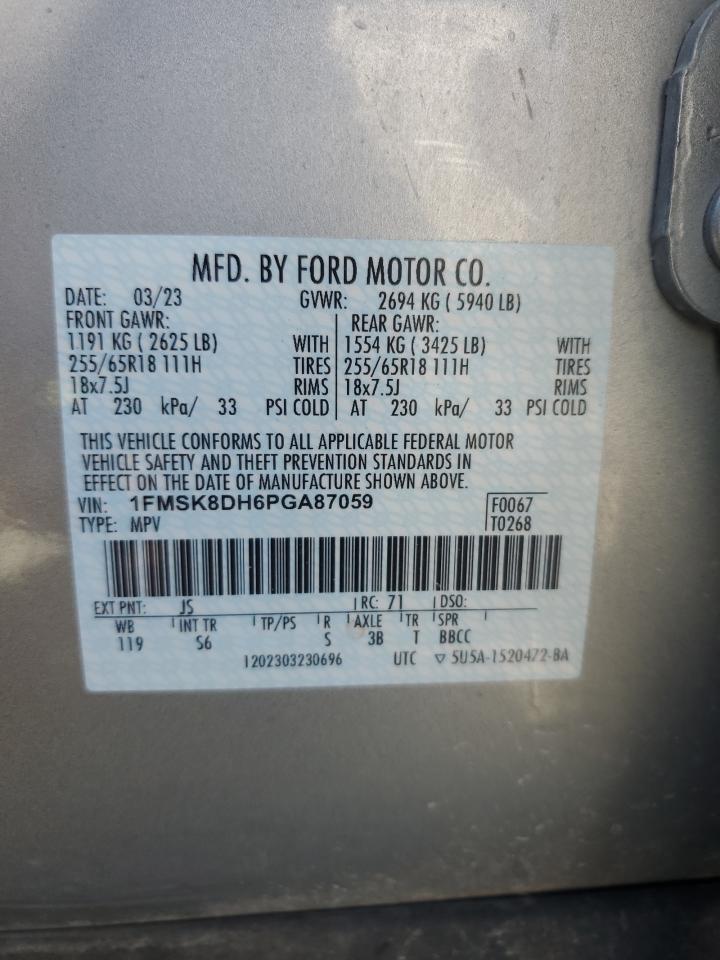 MFD. BY FORD MOTOR CO.
DATE: 03/23 GVWR: 2694 KG ( 5940 LB)
FRONT GAWR: REAR GAWR:
1191 KG ( 2625 LB) WITH 1554 KG ( 3425 LB) WITH
255/65R18 111H TIRES 255/65R18 111H TIRES
18x7.5J RIMS 18x7.5J RIMS
AT 230 kPa/ 33 PSI COLD AT 230 kPa/ 33 PSI COLD
THIS VEHICLE CONFORMS TO ALL APPLICABLE FEDERAL MOTOR
VEHICLE SAFETY AND THEFT PREVENTION STANDARDS IN
EFFECT ON THE DATE OF MANUFACTURE SHOWN ABOVE.
VIN: 1FMSK8DH6PGA87059 F0067
TYPE: MPV T0268
EXT PNT: JS RC: 71 DSO:
WB INT TR TP/PS R AXLE TR SPR
119 S6 S 3B T BBCC
1202303230696 UTC ▽ 5U5A-1520472-BA